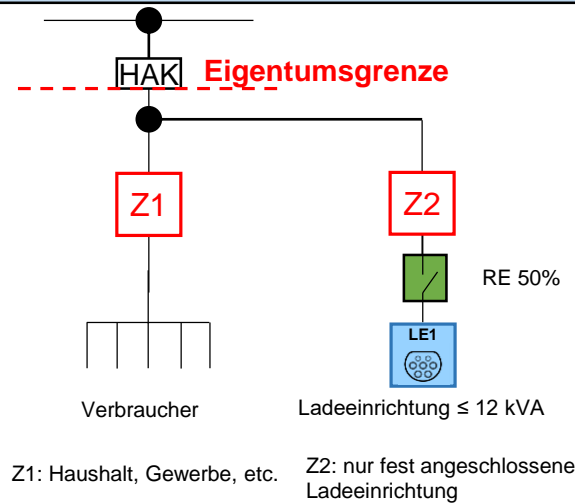 HAK Eigentumsgrenze
Z1 Z2
RE 50%
LE1
Verbraucher
Ladeeinrichtung ≤ 12 kVA
Z1: Haushalt, Gewerbe, etc.
Z2: nur fest angeschlossene
Ladeeinrichtung